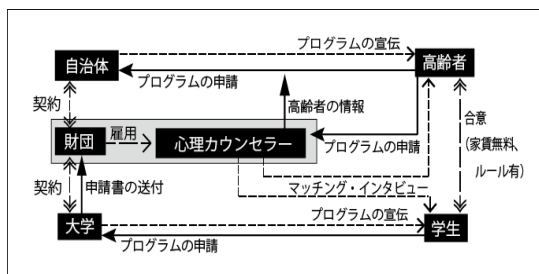 プログラムの宣伝
自治体
高齢者
プログラムの申請
契約
高齢者の情報
合意
(家賃無料、
ルール有)
雇用
財団
心理カウンセラー
プログラムの申請
契約
申請書の送付
マッチング・インタビュー
プログラムの宣伝
大学
学生
プログラムの申請